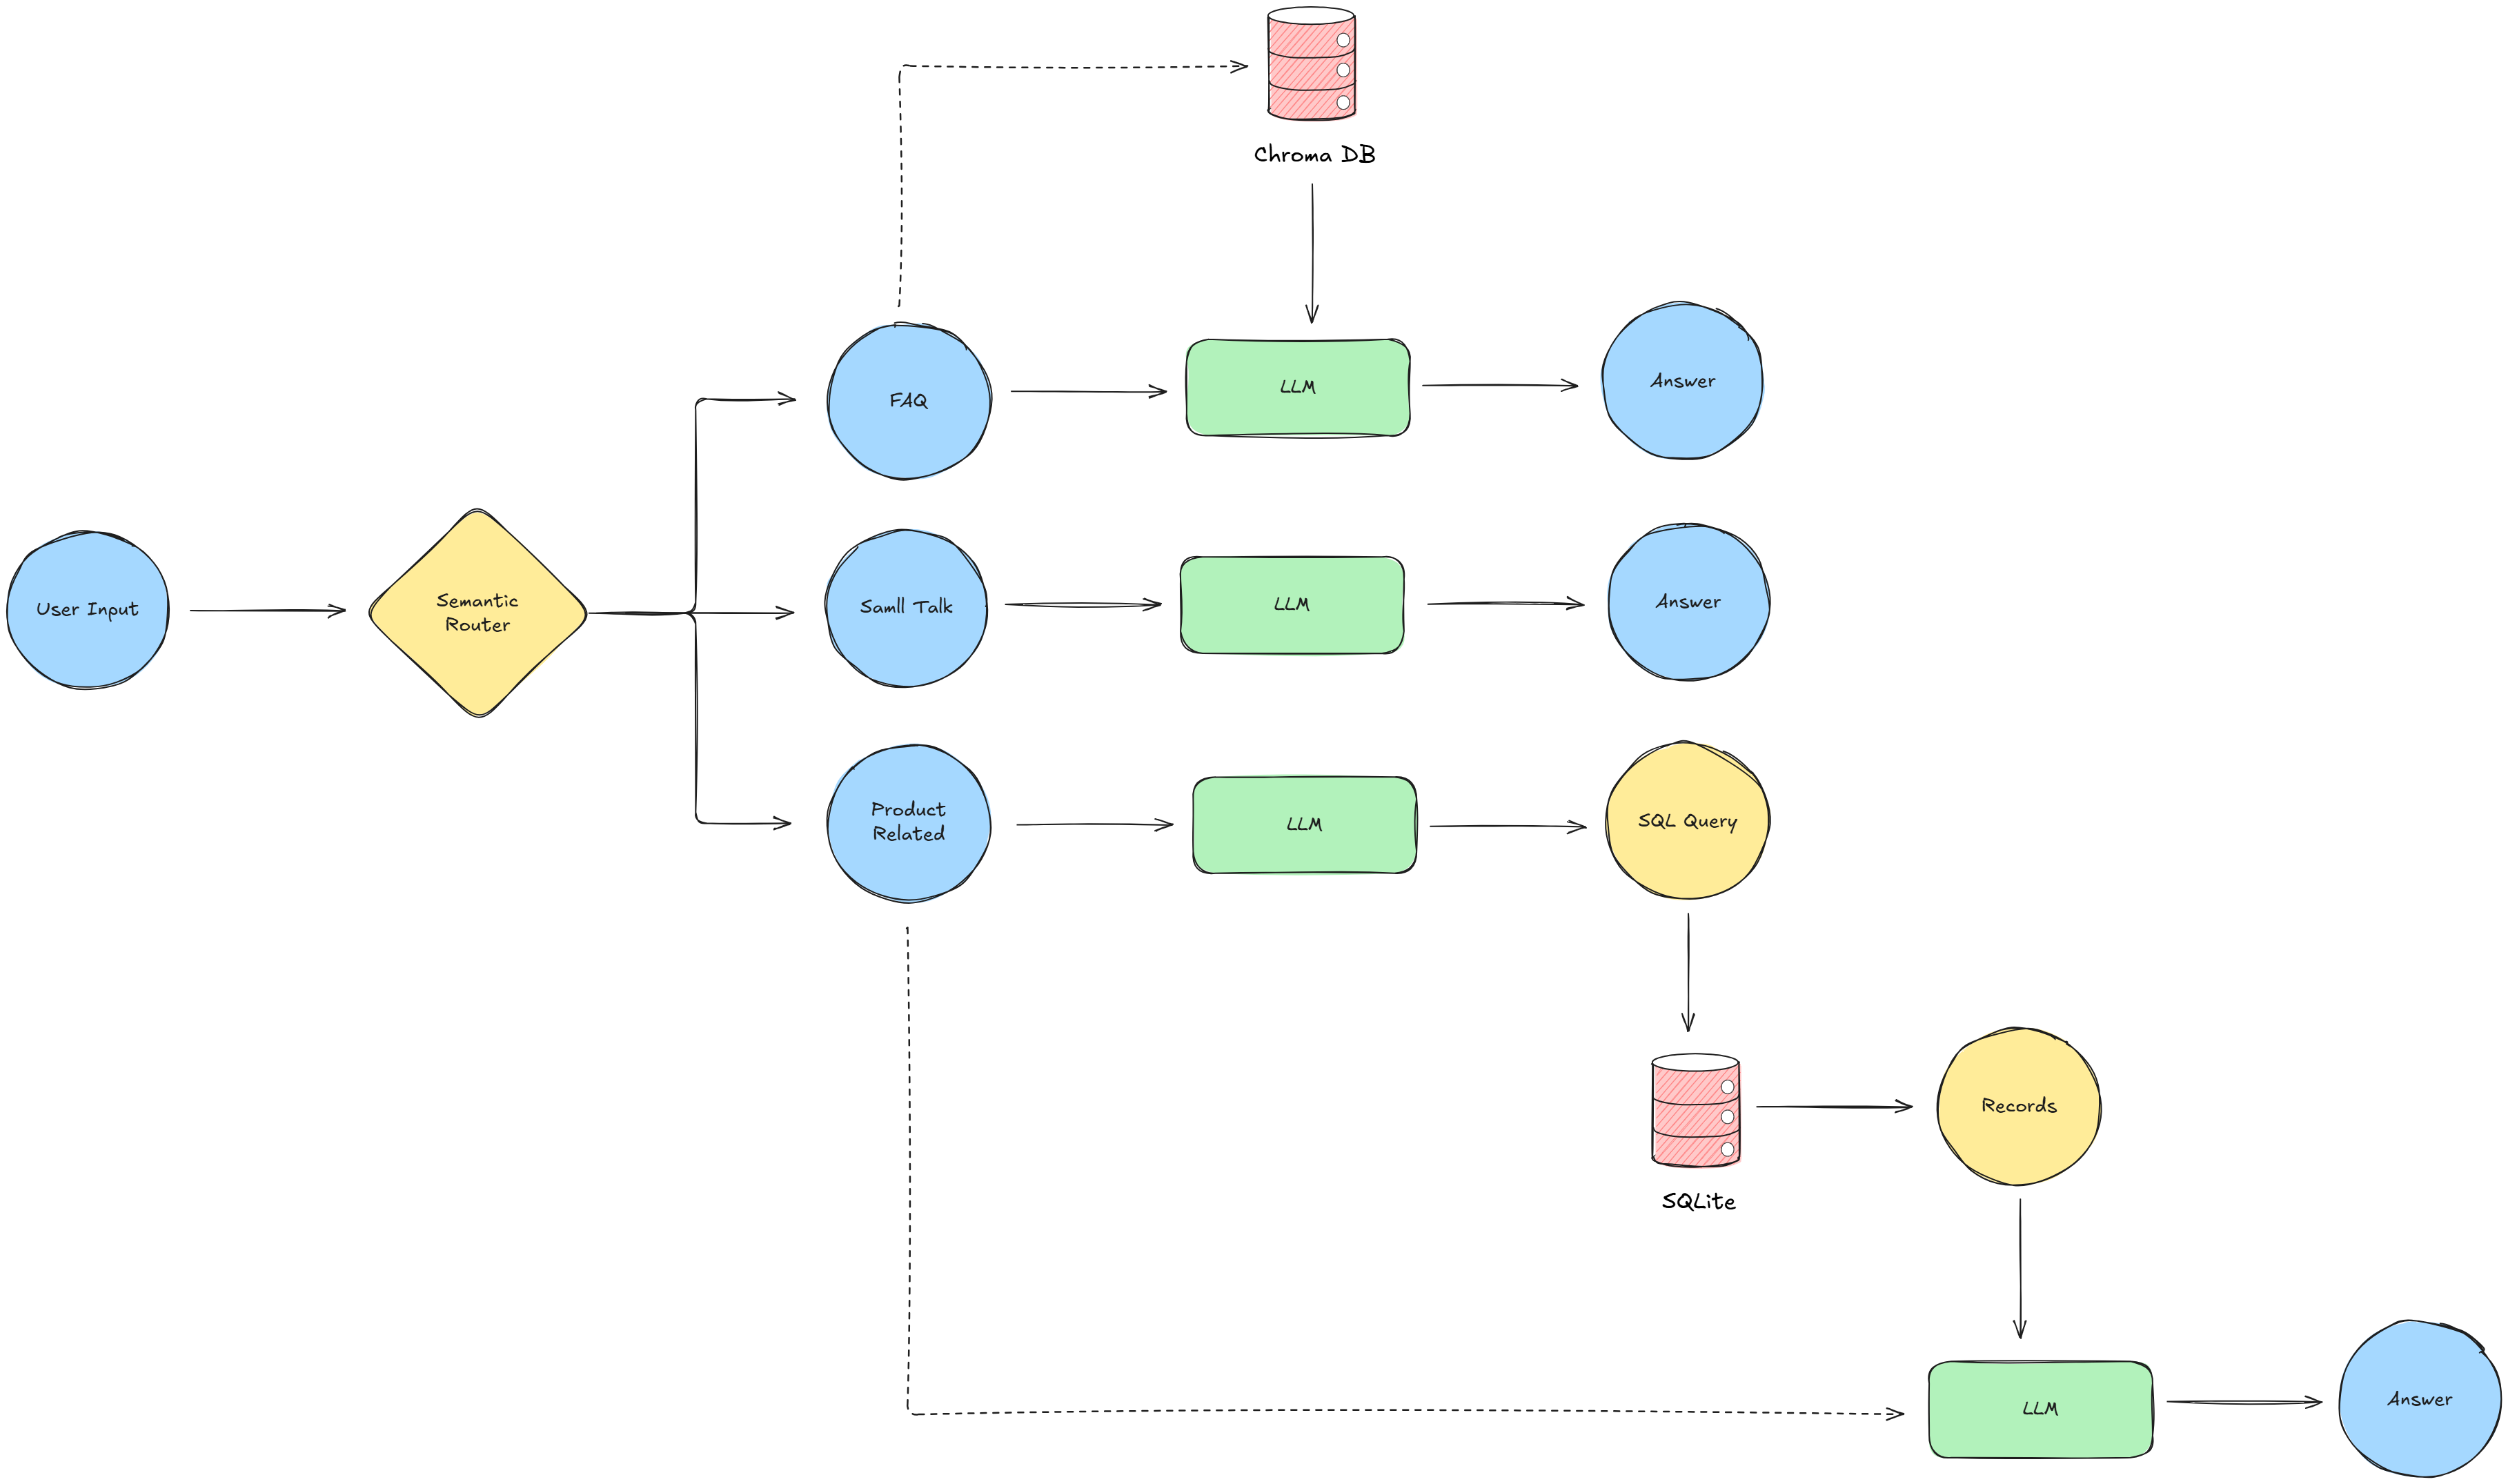 Chroma DB
FAQ
LLM
Answer
User Input
Semantic
Router
Samll Talk
LLM
Answer
Product
Related
LLM
SQL Query
SQLite
Records
LLM
Answer